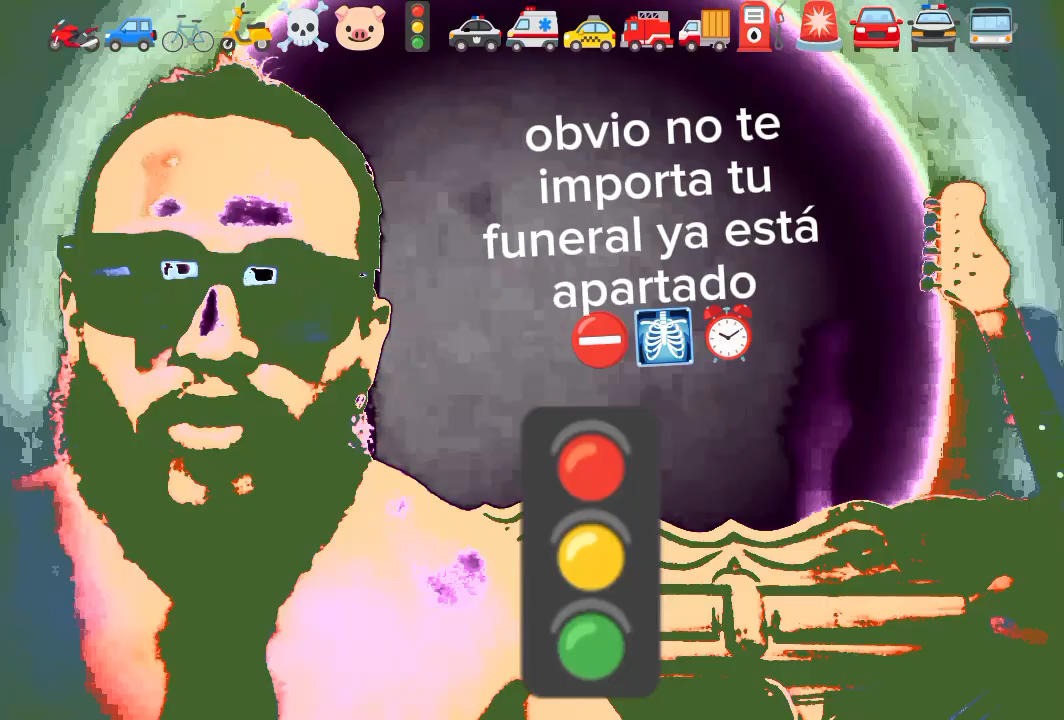 obvio no te
importa tu
funeral ya está
apartado